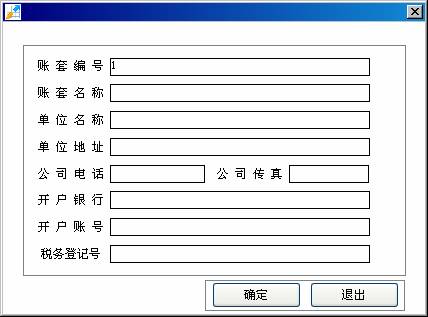 账套编号 1
账套名称
单位名称
单位地址
公司电话 公司传真
开户银行
开户账号
税务登记号
确定 退出